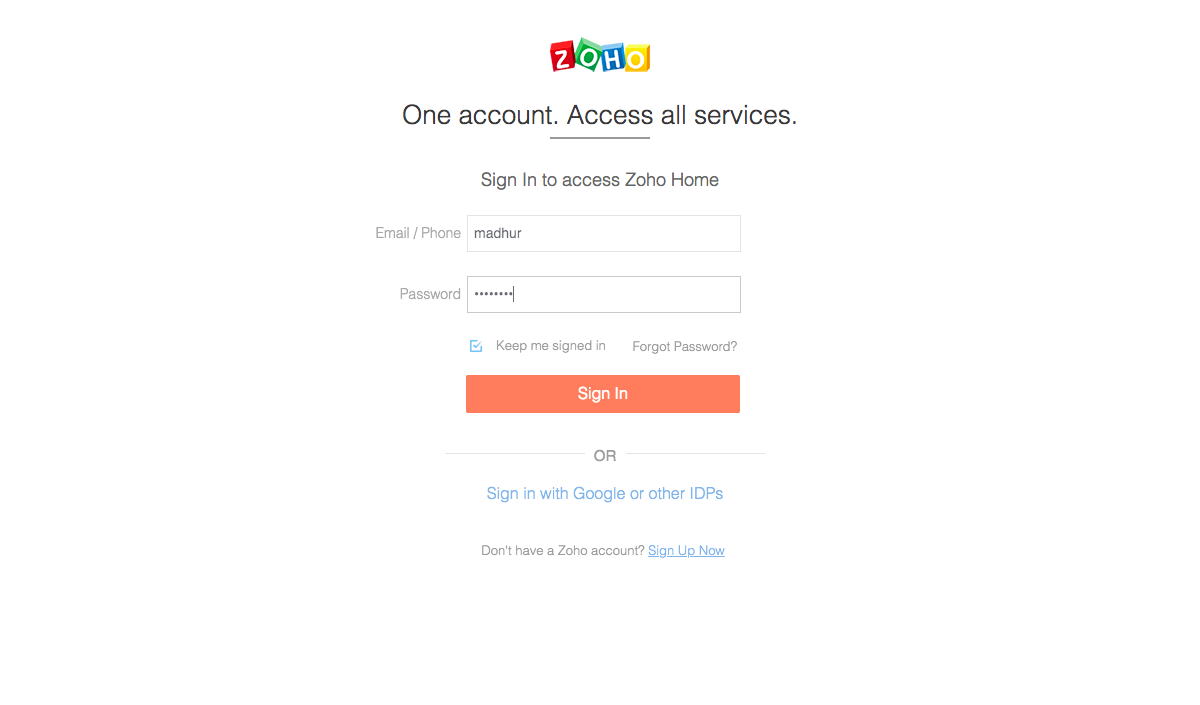 ZOHO
One account. Access all services.
Sign In to access Zoho Home
Email / Phone madhur
Password ••••••••
Keep me signed in Forgot Password?
Sign In
OR
Sign in with Google or other IDPs
Don't have a Zoho account? Sign Up Now